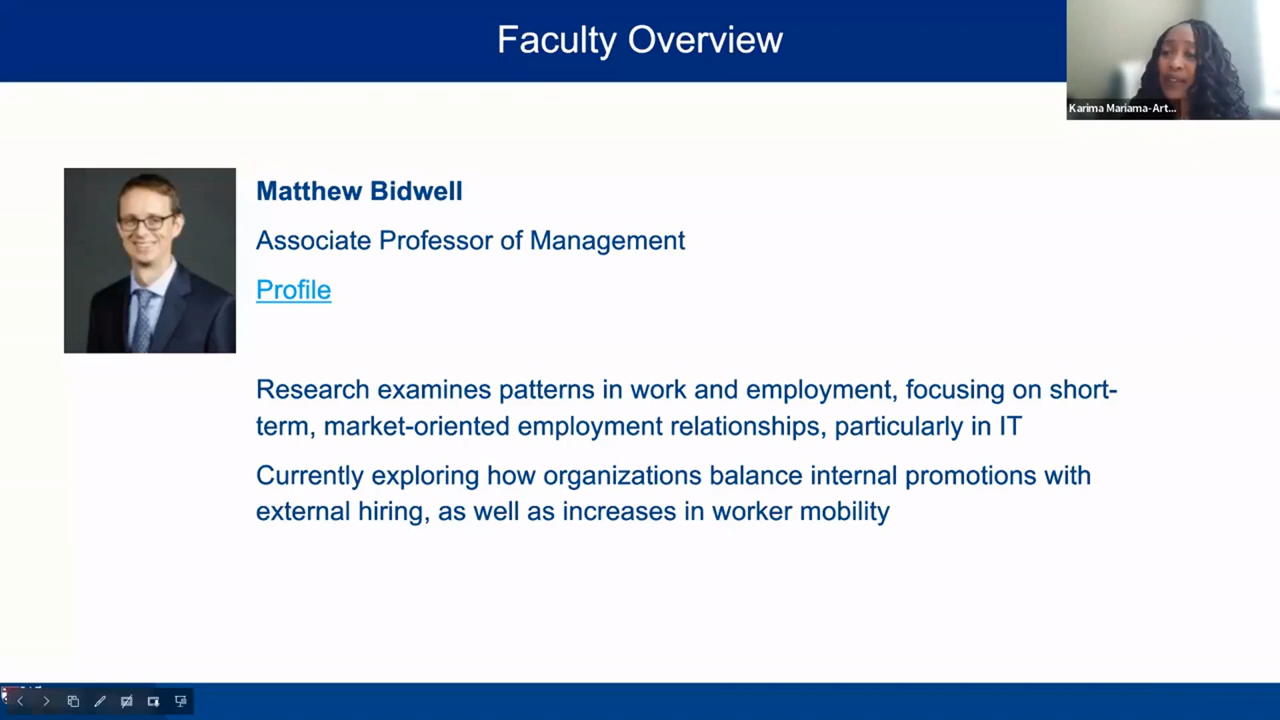 Faculty Overview
Karima Mariama-Art...
Matthew Bidwell
Associate Professor of Management
Profile
Research examines patterns in work and employment, focusing on short-
term, market-oriented employment relationships, particularly in IT
Currently exploring how organizations balance internal promotions with
external hiring, as well as increases in worker mobility